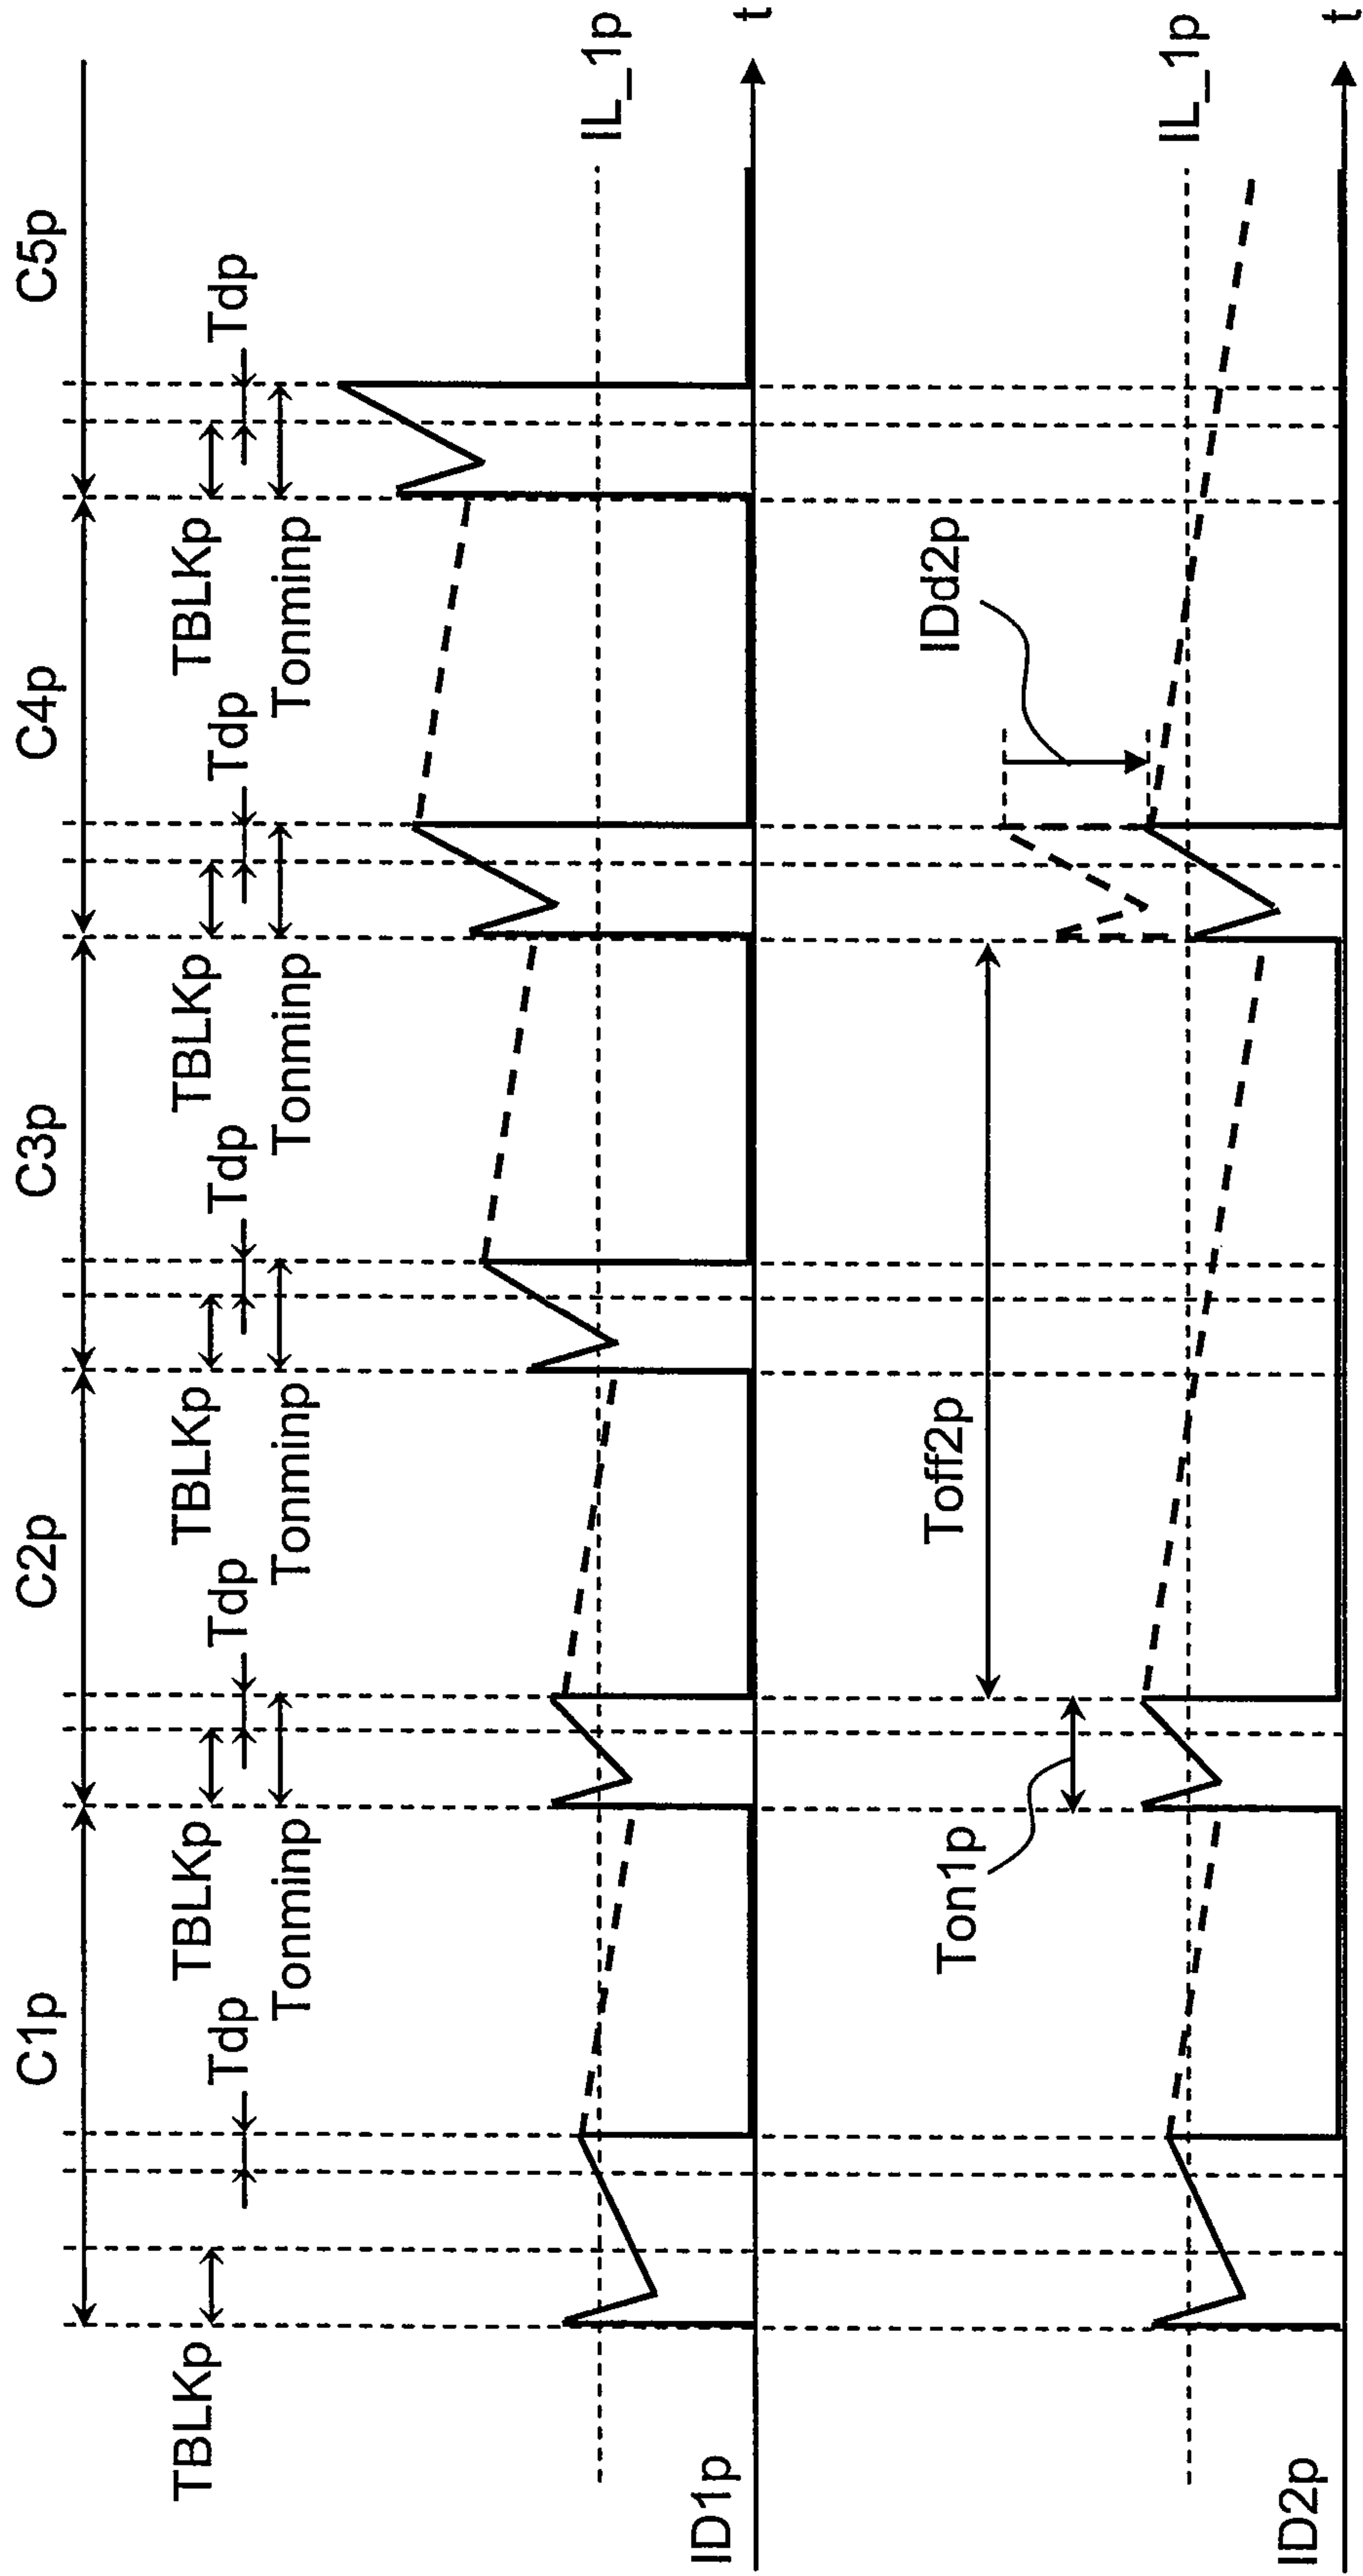 C1p C2p C3p C4p C5p
Tdp Tdp Tdp Tdp Tdp
TBLKp TBLKp TBLKp TBLKp TBLKp
Tonminp Tonminp Tonminp Tonminp
IL_1p
ID1p
t
Ton1p Toff2p IDd2p
IL_1p
ID2p
t